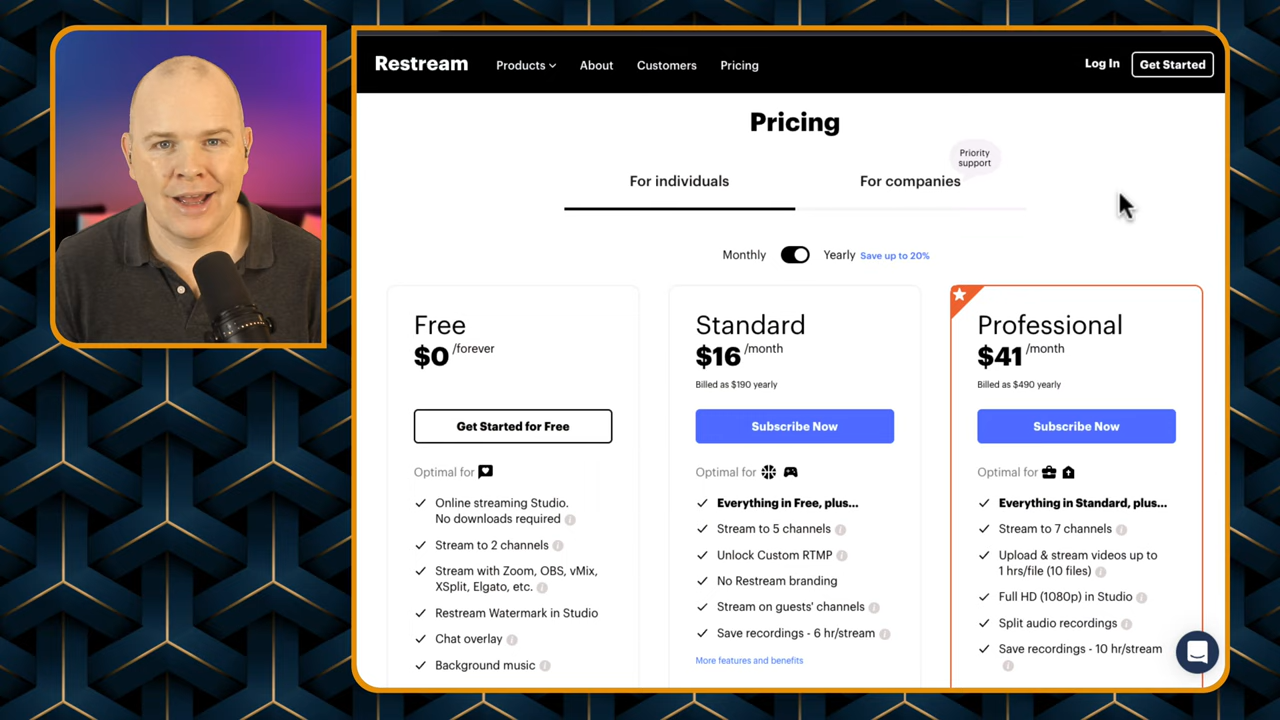 Restream
Products
About
Customers
Pricing
Log In
Get Started
Pricing
Priority
support
For individuals
For companies
Monthly
Yearly
Save up to 20%
Free
$0 /forever
Get Started for Free
Optimal for
Online streaming Studio.
No downloads required
Stream to 2 channels
Stream with Zoom, OBS, vMix,
XSplit, Elgato, etc.
Restream Watermark in Studio
Chat overlay
Background music
Standard
$16 /month
Billed as $190 yearly
Subscribe Now
Optimal for
Everything in Free, plus...
Stream to 5 channels
Unlock Custom RTMP
No Restream branding
Stream on guests' channels
Save recordings - 6 hr/stream
More features and benefits
Professional
$41 /month
Billed as $490 yearly
Subscribe Now
Optimal for
Everything in Standard, plus...
Stream to 7 channels
Upload & stream videos up to
1 hrs/file (10 files)
Full HD (1080p) in Studio
Split audio recordings
Save recordings - 10 hr/stream